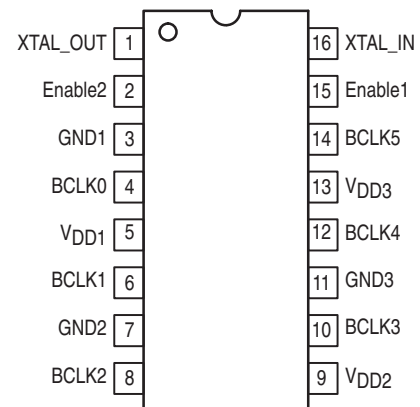 XTAL_OUT 1 16 XTAL_IN
Enable2 2 15 Enable1
GND1 3 14 BCLK5
BCLK0 4 13 VDD3
VDD1 5 12 BCLK4
BCLK1 6 11 GND3
GND2 7 10 BCLK3
BCLK2 8 9 VDD2